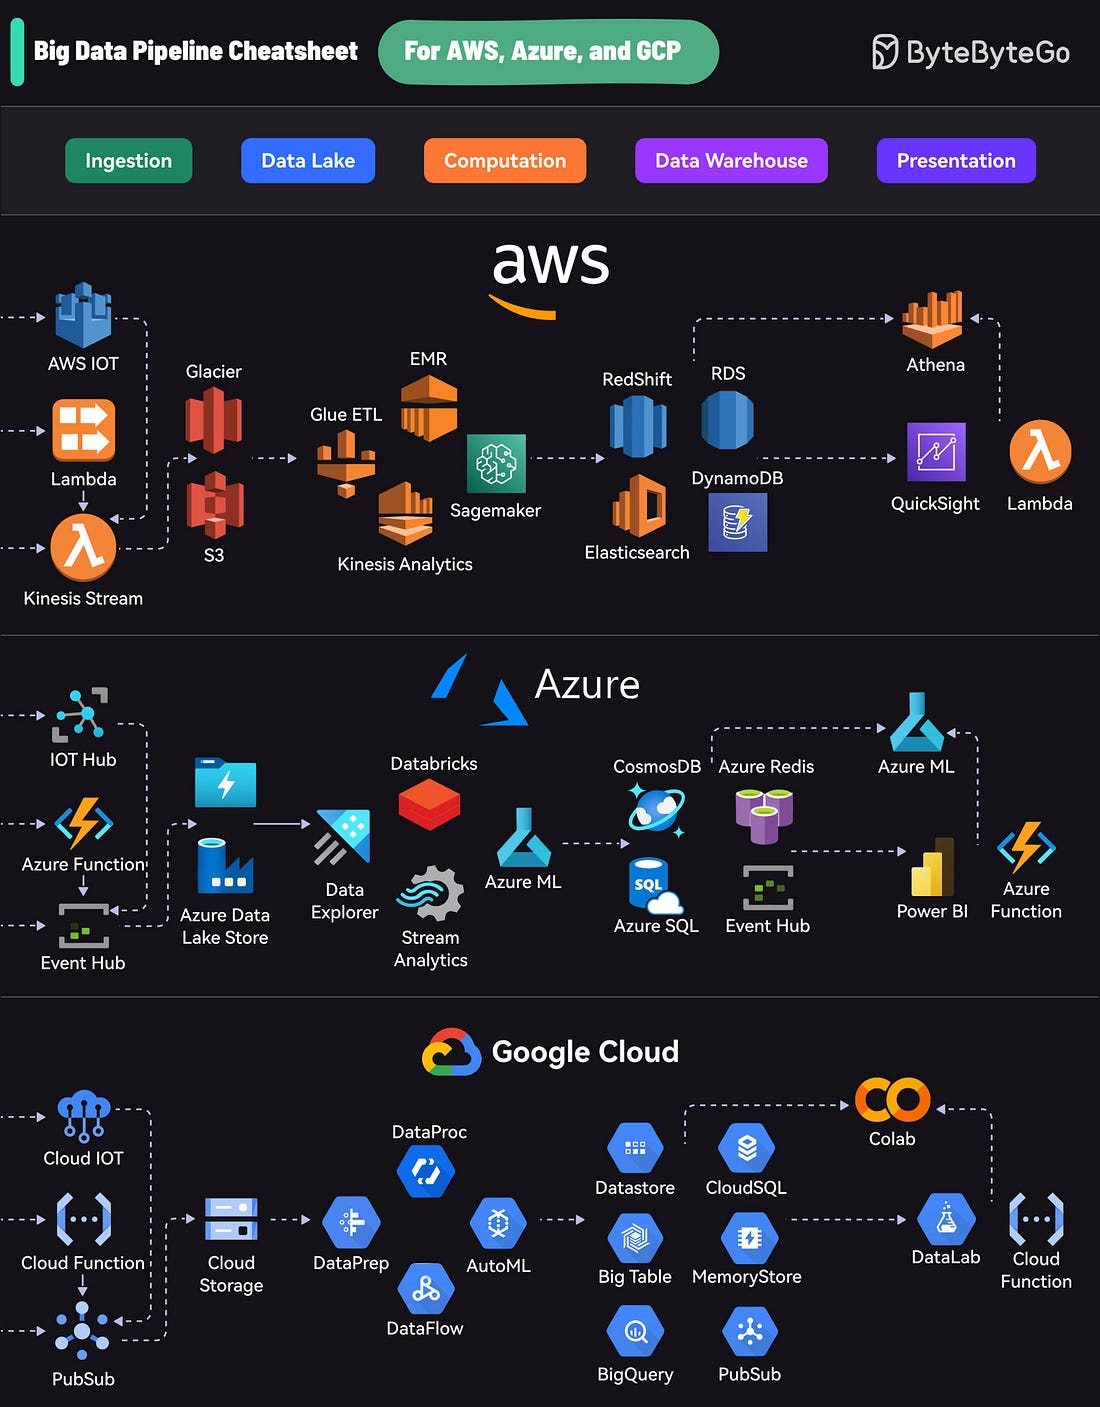 Big Data Pipeline Cheatsheet
For AWS, Azure, and GCP
ByteByteGo
Ingestion
Data Lake
Computation
Data Warehouse
Presentation
aws
AWS IOT
Lambda
Kinesis Stream
Glacier
S3
Glue ETL
EMR
Sagemaker
Kinesis Analytics
RedShift
RDS
DynamoDB
Elasticsearch
Athena
QuickSight
Lambda
Azure
IOT Hub
Azure Function
Event Hub
Azure Data
Lake Store
Data
Explorer
Databricks
Azure ML
Stream
Analytics
CosmosDB
Azure Redis
SQL
Azure SQL
Event Hub
Azure ML
Power BI
Azure
Function
Google Cloud
Cloud IOT
Cloud Function
PubSub
Cloud
Storage
DataPrep
DataProc
AutoML
DataFlow
Datastore
CloudSQL
Big Table
MemoryStore
BigQuery
PubSub
Colab
DataLab
Cloud
Function